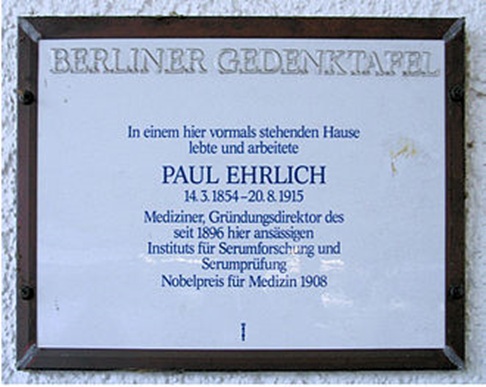 BERLINER GEDENKTAFEL
In einem hier vormals stehenden Hause
lebte und arbeitete
PAUL EHRLICH
14.3.1854–20.8.1915
Mediziner, Gründungsdirektor des
seit 1896 hier ansässigen
Instituts für Serumforschung und
Serumprüfung
Nobelpreis für Medizin 1908